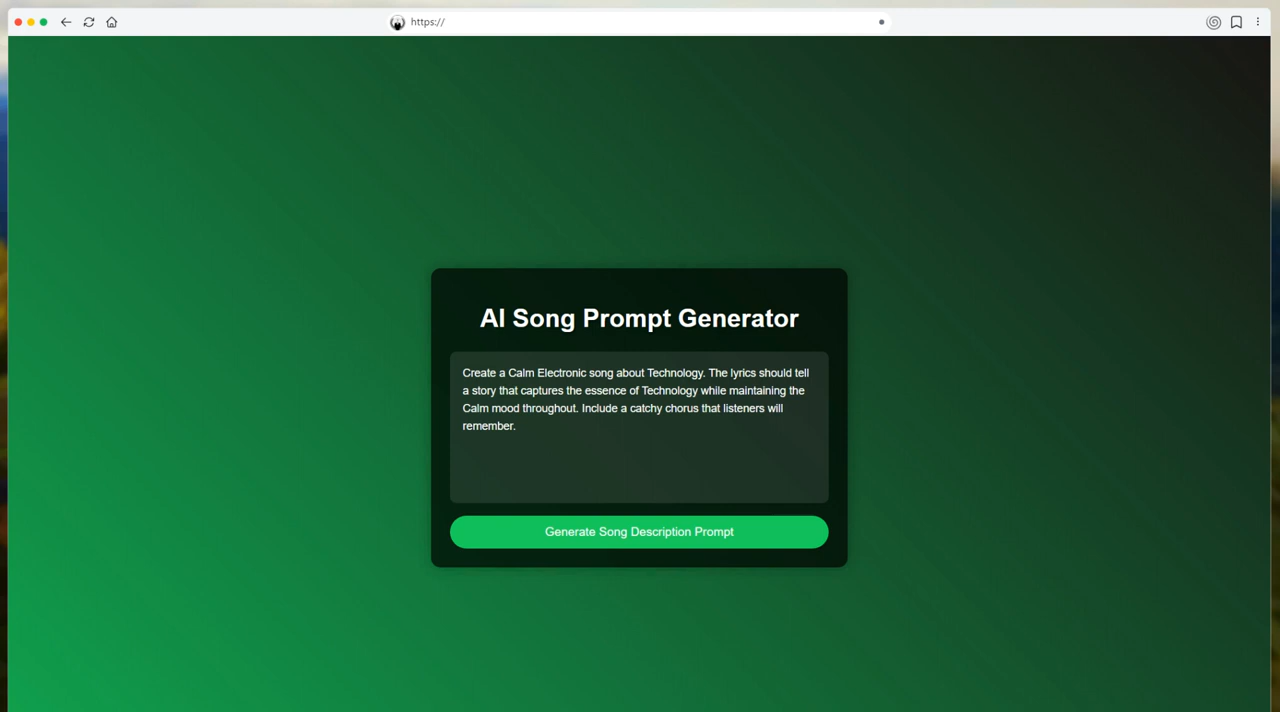 https://
AI Song Prompt Generator
Create a Calm Electronic song about Technology. The lyrics should tell
a story that captures the essence of Technology while maintaining the
Calm mood throughout. Include a catchy chorus that listeners will
remember.
Generate Song Description Prompt